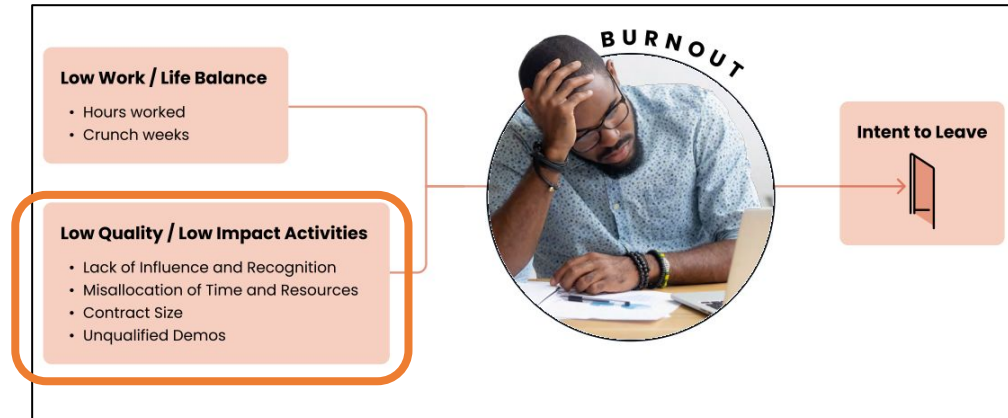 Low Work / Life Balance
• Hours worked
• Crunch weeks
Low Quality / Low Impact Activities
• Lack of Influence and Recognition
• Misallocation of Time and Resources
• Contract Size
• Unqualified Demos
BURNOUT
Intent to Leave